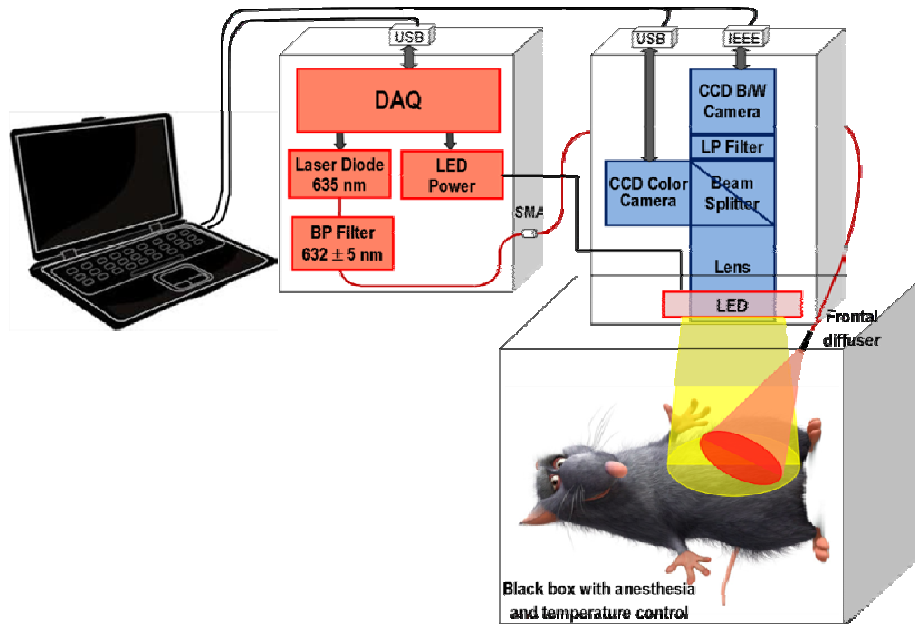 USB
USB
IEEE
DAQ
CCD B/W
Camera
LP Filter
Laser Diode
635 nm
LED
Power
CCD Color
Camera
Beam
Splitter
SMA
BP Filter
632 ± 5 nm
Lens
LED
Frontal
diffuser
Black box with anesthesia
and temperature control